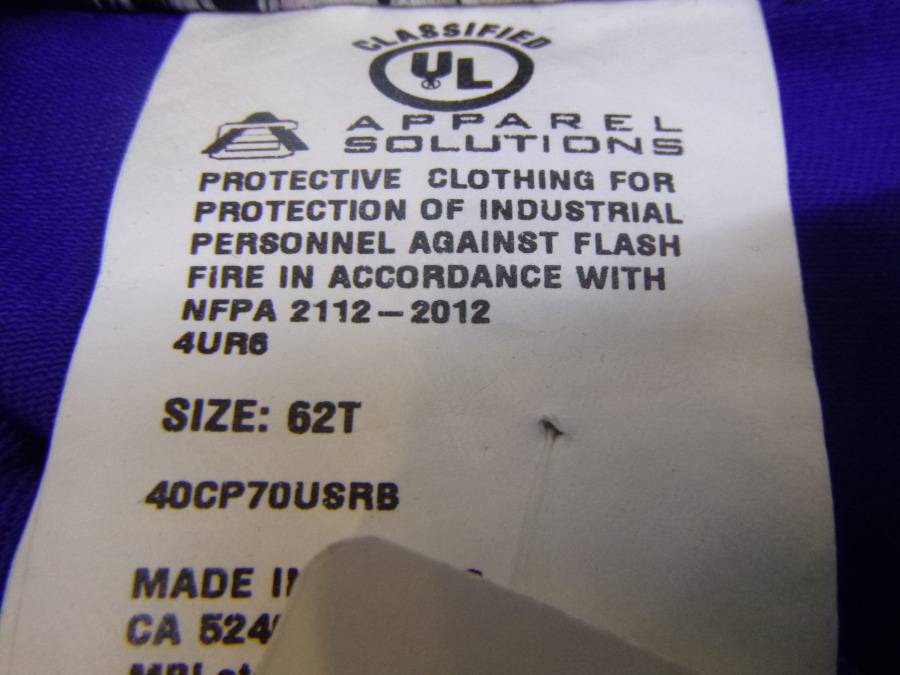 CLASSIFIED
UL
APPAREL
SOLUTIONS
PROTECTIVE CLOTHING FOR
PROTECTION OF INDUSTRIAL
PERSONNEL AGAINST FLASH
FIRE IN ACCORDANCE WITH
NFPA 2112-2012
4UR6
SIZE: 62T
40CP70USRB
MADE
CA